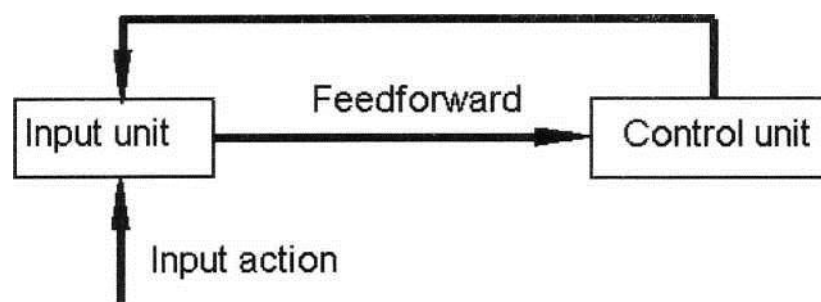 Feedforward
Input unit
Control unit
Input action